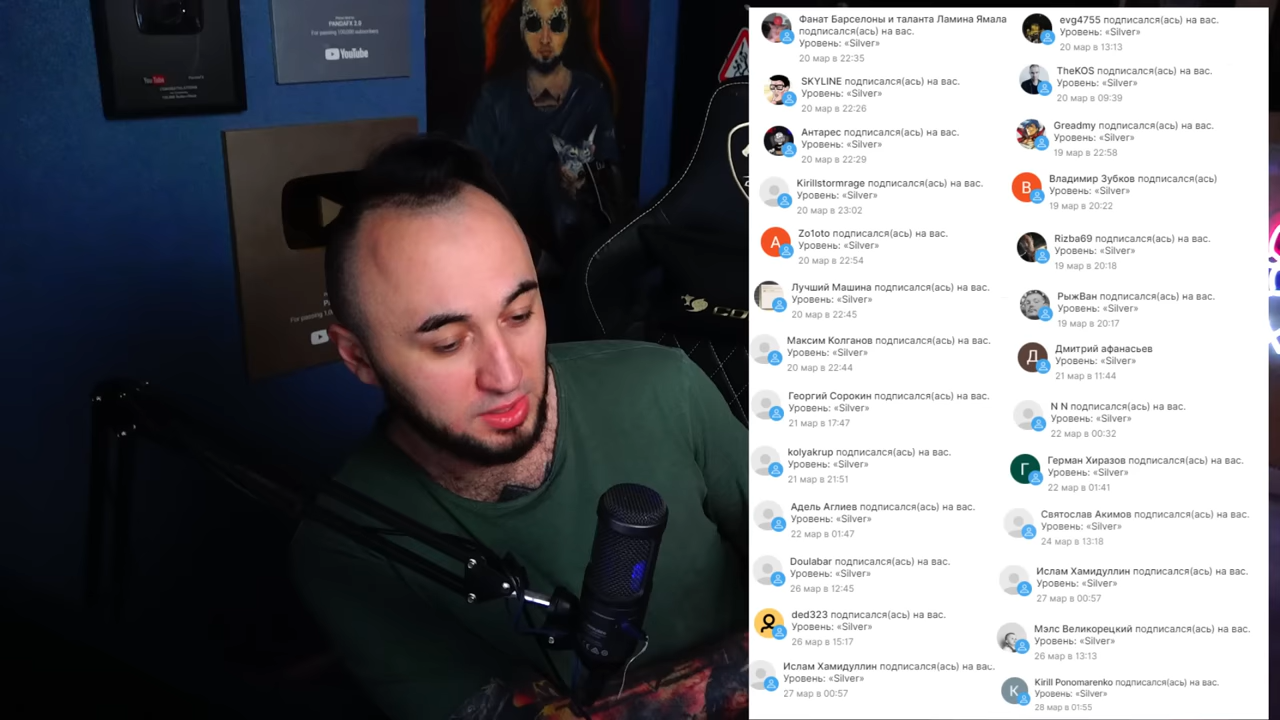 PANDAFX 2.0
For passing 100,000 subscribers
YouTube
YouTube
For passing 1,0
Фанат Барселоны и таланта Ламина Ямала
подписался(ась) на вас.
Уровень: «Silver»
20 мар в 22:35
SKYLINE подписался(ась) на вас.
Уровень: «Silver»
20 мар в 22:26
Антарес подписался(ась) на вас.
Уровень: «Silver»
20 мар в 22:29
Kirillstormrage подписался(ась) на вас.
Уровень: «Silver»
20 мар в 23:02
А
Zo1oto подписался(ась) на вас.
Уровень: «Silver»
20 мар в 22:54
Лучший Машина подписался(ась) на вас.
Уровень: «Silver»
20 мар в 22:45
Максим Колганов подписался(ась) на вас.
Уровень: «Silver»
20 мар в 22:44
Георгий Сорокин подписался(ась) на вас.
Уровень: «Silver»
21 мар в 17:47
kolyakrup подписался(ась) на вас.
Уровень: «Silver»
21 мар в 21:51
Адель Аглиев подписался(ась) на вас.
Уровень: «Silver»
22 мар в 01:47
Doulabar подписался(ась) на вас.
Уровень: «Silver»
26 мар в 12:45
ded323 подписался(ась) на вас.
Уровень: «Silver»
26 мар в 15:17
Ислам Хамидуллин подписался(ась) на вас.
Уровень: «Silver»
27 мар в 00:57
evg4755 подписался(ась) на вас.
Уровень: «Silver»
20 мар в 13:13
TheKOS подписался(ась) на вас.
Уровень: «Silver»
20 мар в 09:39
Greadmy подписался(ась) на вас.
Уровень: «Silver»
19 мар в 22:58
В
Владимир Зубков подписался(ась)
Уровень: «Silver»
19 мар в 20:22
Rizba69 подписался(ась) на вас.
Уровень: «Silver»
19 мар в 20:18
РыжВан подписался(ась) на вас.
Уровень: «Silver»
19 мар в 20:17
Д
Дмитрий афанасьев
Уровень: «Silver»
21 мар в 11:44
N N подписался(ась) на вас.
Уровень: «Silver»
22 мар в 00:32
Г
Герман Хиразов подписался(ась) на вас.
Уровень: «Silver»
22 мар в 01:41
Святослав Акимов подписался(ась) на вас.
Уровень: «Silver»
24 мар в 13:18
Ислам Хамидуллин подписался(ась) на вас.
Уровень: «Silver»
27 мар в 00:57
Мэлс Великорецкий подписался(ась) на вас.
Уровень: «Silver»
26 мар в 13:13
K
Kirill Ponomarenko подписался(ась) на вас.
Уровень: «Silver»
28 мар в 01:55